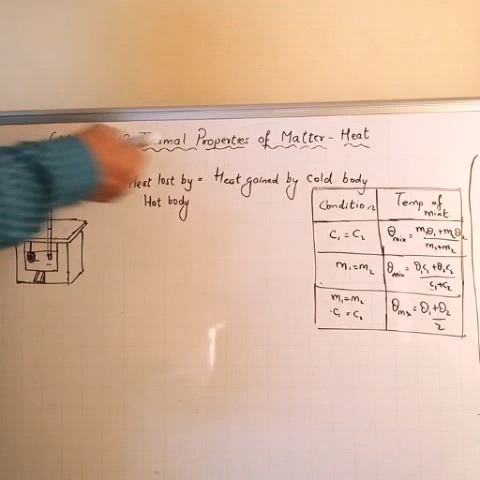 Thermal Properties of Matter - Heat
Heat lost by = Heat gained by cold body
Hot body
Condition Temp of mixt.
C₁ = C₂ θmix = m₁θ₁+m₂θ₂ / m₁+m₂
m₁=m₂ θmix = θ₁c₁+θ₂c₂ / c₁+c₂
m₁=m₂
c₁=c₂ θmix = θ₁+θ₂ / 2